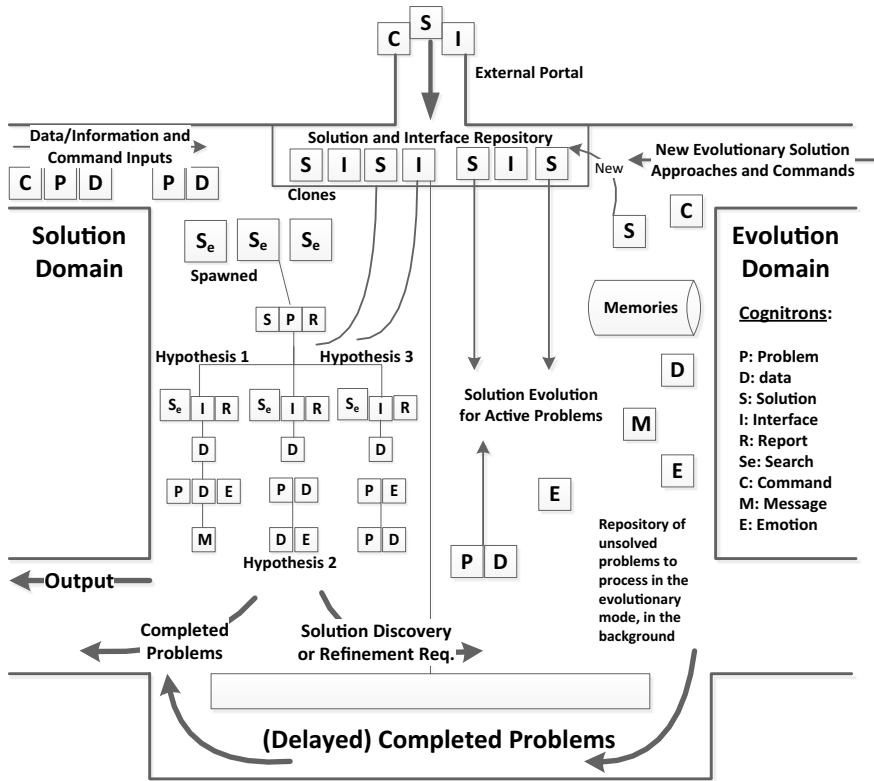 C S I
External Portal
Data/Information and
Command Inputs
Solution and Interface Repository
S I S I S I S
Clones
New
New Evolutionary Solution
Approaches and Commands
C P D P D
C
S
Solution
Domain
Se Se Se
Spawned
S P R
Hypothesis 1
Hypothesis 3
Se I R Se I R Se I R
D D D
P D E P D P E
M D E P D
Hypothesis 2
Solution Evolution
for Active Problems
P D
Memories
D
M
E
E
Evolution
Domain
Cognitrons:
P: Problem
D: data
S: Solution
I: Interface
R: Report
Se: Search
C: Command
M: Message
E: Emotion
Repository of
unsolved
problems to
process in the
evolutionary
mode, in the
background
Output
Completed
Problems
Solution Discovery
or Refinement Req.
(Delayed) Completed Problems